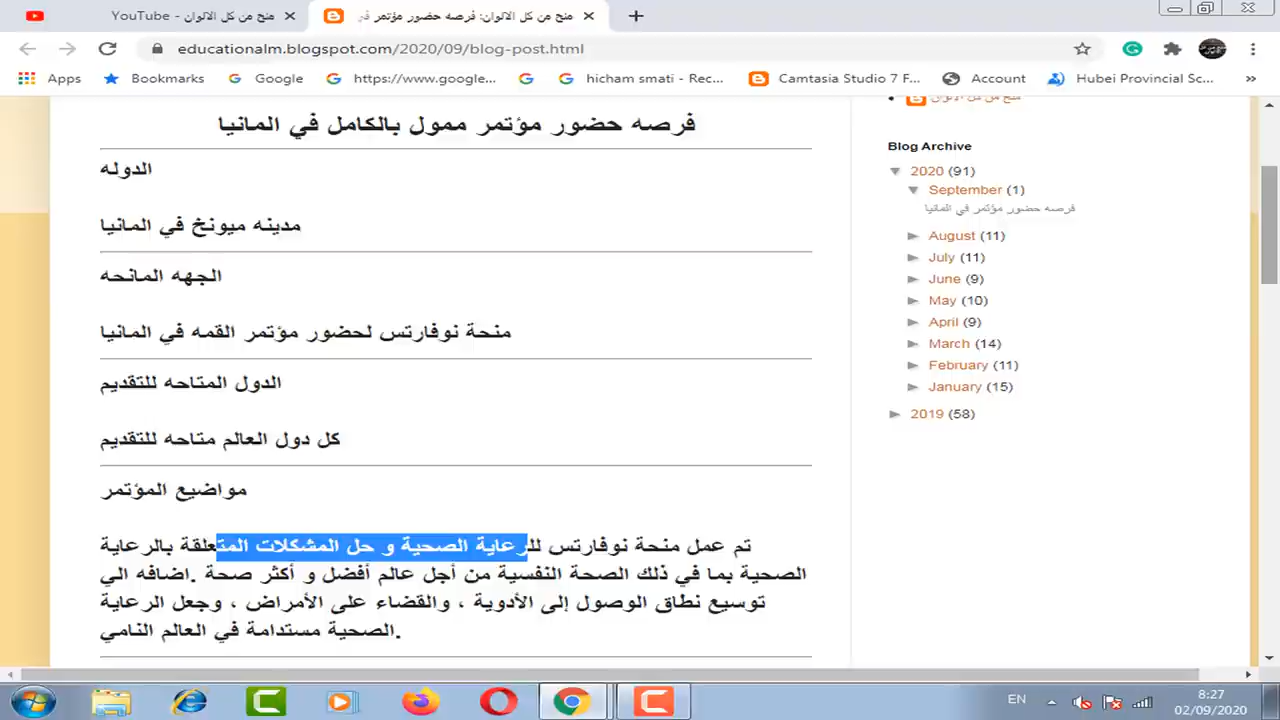 منح من كل الالوان - YouTube
منح من كل الالوان: فرصه حضور مؤتمر في
educationalm.blogspot.com/2020/09/blog-post.html
Apps
Bookmarks
Google
https://www.google...
hicham smati - Rec...
Camtasia Studio 7 F...
Account
Hubei Provincial Sc...
»
فرصه حضور مؤتمر ممول بالكامل في المانيا
الدوله
مدينه ميونخ في المانيا
الجهه المانحه
منحة نوفارتس لحضور مؤتمر القمه في المانيا
الدول المتاحه للتقديم
كل دول العالم متاحه للتقديم
مواضيع المؤتمر
تم عمل منحة نوفارتس للرعاية الصحية و حل المشكلات المتعلقة بالرعاية
الصحية بما في ذلك الصحة النفسية من أجل عالم أفضل و أكثر صحة .اضافه الي
توسيع نطاق الوصول إلى الأدوية ، والقضاء على الأمراض ، وجعل الرعاية
الصحية مستدامة في العالم النامي.
منح من كل الالوان
Blog Archive
2020 (91)
September (1)
فرصه حضور مؤتمر في المانيا
August (11)
July (11)
June (9)
May (10)
April (9)
March (14)
February (11)
January (15)
2019 (58)
EN
8:27
02/09/2020